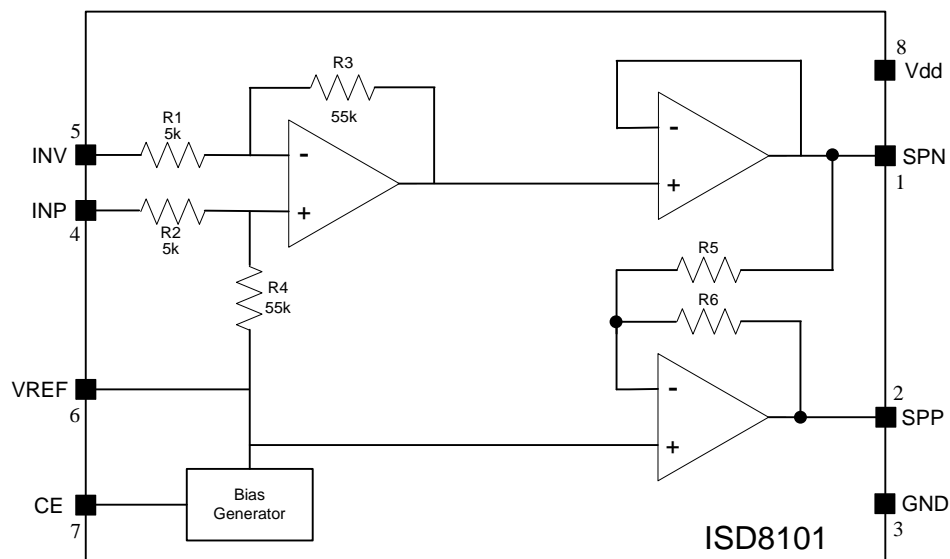 8
Vdd
R3
55k
5
INV
R1
5k
-
+
-
+
SPN
1
INP
4
R2
5k
R4
55k
R5
R6
VREF
6
-
+
2
SPP
CE
7
Bias
Generator
GND
3
ISD8101